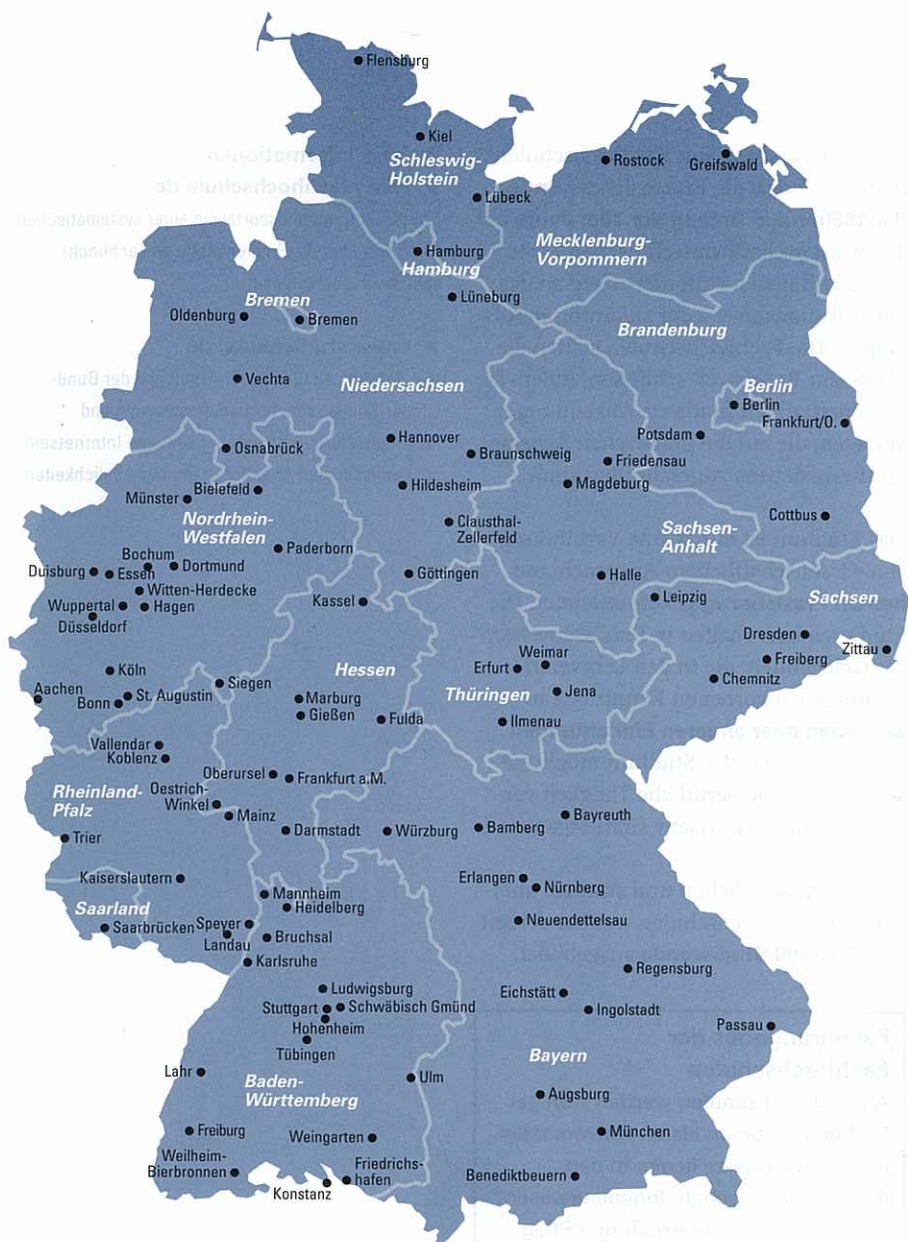 Flensburg
Kiel
Schleswig-
Holstein
Rostock
Greifswald
Lübeck
Mecklenburg-
Vorpommern
Hamburg
Hamburg
Lüneburg
Bremen
Oldenburg
Bremen
Brandenburg
Vechta
Niedersachsen
Berlin
Berlin
Frankfurt/O.
Hannover
Potsdam
Osnabrück
Braunschweig
Friedensau
Bielefeld
Münster
Hildesheim
Magdeburg
Nordrhein-
Westfalen
Clausthal-
Zellerfeld
Cottbus
Sachsen-
Anhalt
Paderborn
Bochum
Dortmund
Duisburg
Essen
Göttingen
Halle
Witten-Herdecke
Wuppertal
Hagen
Kassel
Leipzig
Sachsen
Düsseldorf
Dresden
Zittau
Weimar
Freiberg
Köln
Hessen
Erfurt
Chemnitz
Siegen
Aachen
St. Augustin
Bonn
Marburg
Thüringen
Jena
Gießen
Fulda
Ilmenau
Vallendar
Koblenz
Oberursel
Frankfurt a.M.
Rheinland-
Pfalz
Oestrich-
Winkel
Mainz
Bayreuth
Trier
Darmstadt
Würzburg
Bamberg
Kaiserslautern
Erlangen
Nürnberg
Mannheim
Heidelberg
Saarland
Speyer
Neuendettelsau
Saarbrücken
Landau
Bruchsal
Karlsruhe
Regensburg
Ludwigsburg
Eichstätt
Stuttgart
Schwäbisch Gmünd
Ingolstadt
Hohenheim
Passau
Tübingen
Bayern
Lahr
Ulm
Baden-
Württemberg
Augsburg
Freiburg
Weingarten
München
Weilheim-
Bierbronnen
Friedrichs-
hafen
Benediktbeuern
Konstanz